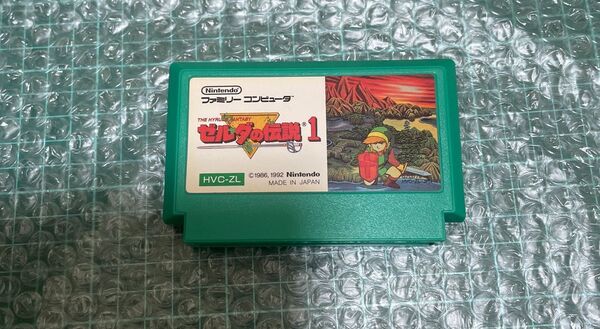 Nintendo
ファミリー コンピュータ
THE HYRULE FANTASY
ゼルダの伝説 1
HVC-ZL
©1986, 1992 Nintendo
MADE IN JAPAN